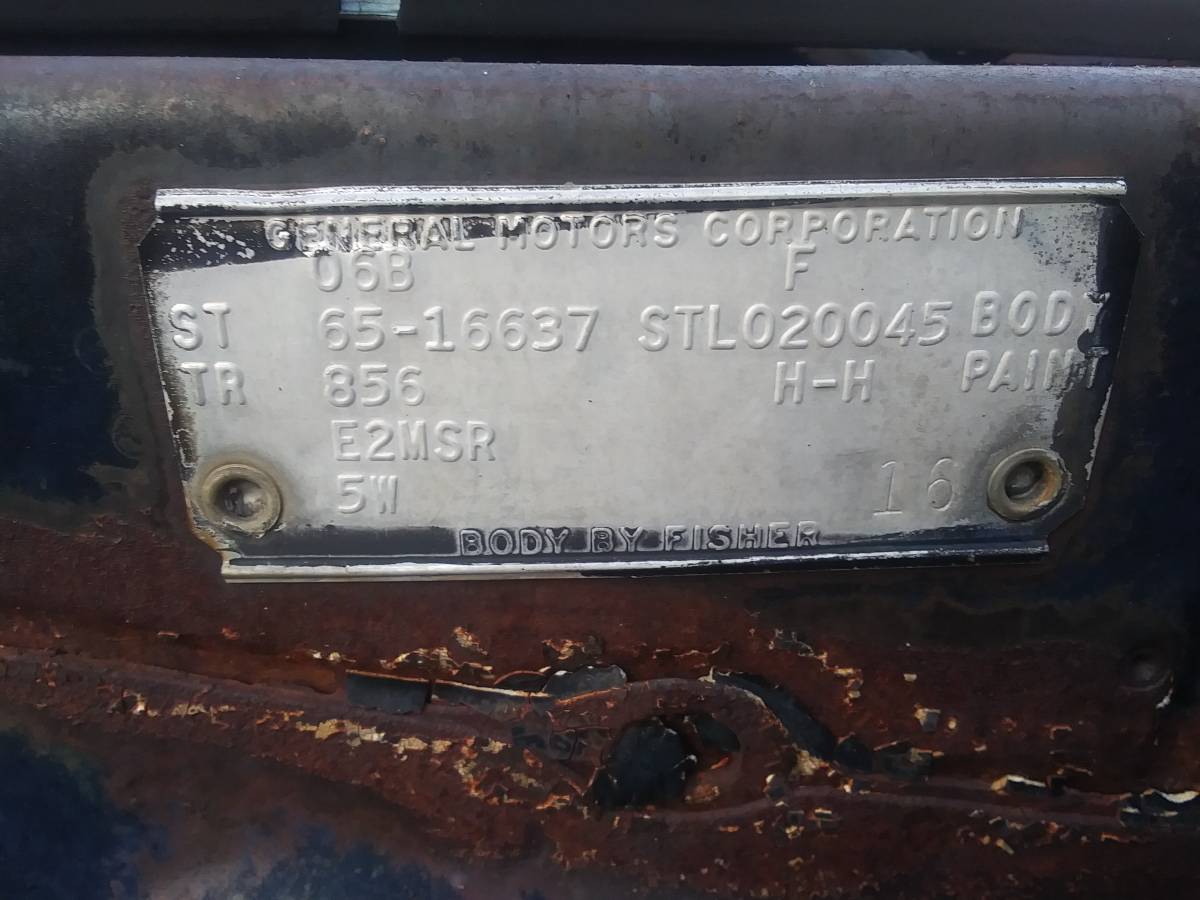 GENERAL MOTORS CORPORATION
06B F
ST 65-16637 STL020045 BODY
TR 856 H-H PAINT
E2MSR
5W 16
BODY BY FISHER